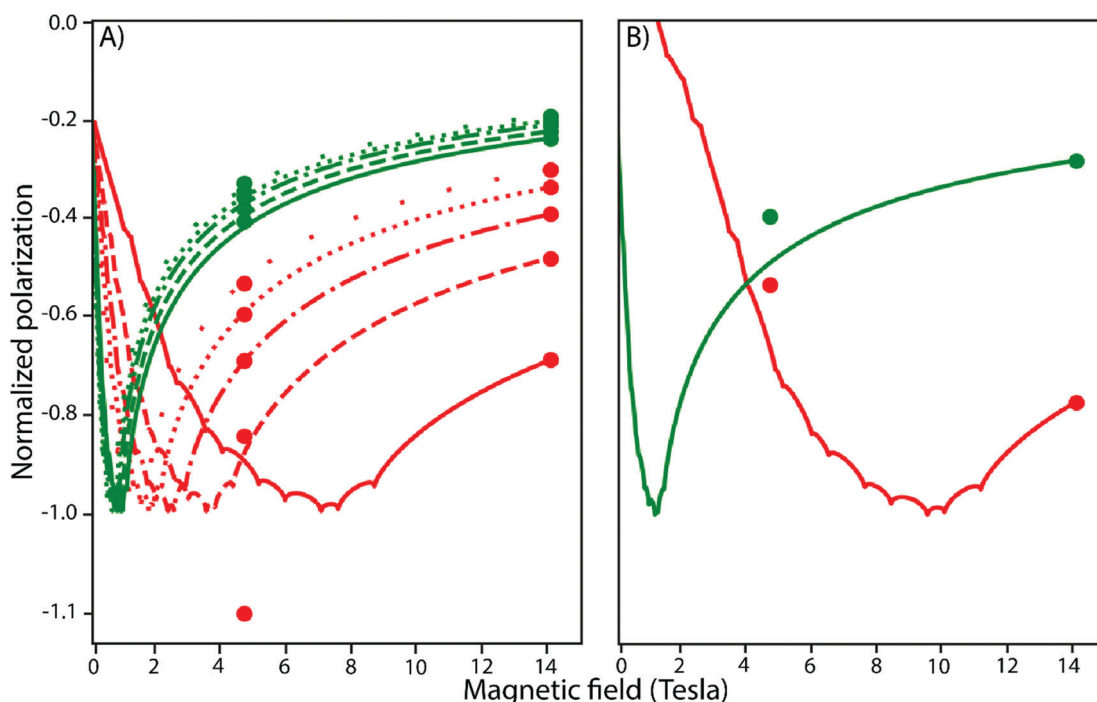 A)
B)
Normalized polarization
0.0
-0.2
-0.4
-0.6
-0.8
-1.0
-1.1
0 2 4 6 8 10 12 14
0 2 4 6 8 10 12 14
Magnetic field (Tesla)